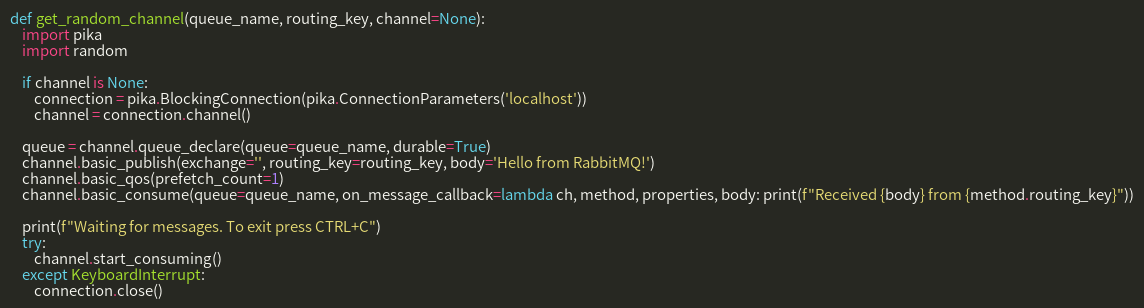 def get_random_channel(queue_name, routing_key, channel=None):
    import pika
    import random

    if channel is None:
        connection = pika.BlockingConnection(pika.ConnectionParameters('localhost'))
        channel = connection.channel()

    queue = channel.queue_declare(queue=queue_name, durable=True)
    channel.basic_publish(exchange='', routing_key=routing_key, body='Hello from RabbitMQ!')
    channel.basic_qos(prefetch_count=1)
    channel.basic_consume(queue=queue_name, on_message_callback=lambda ch, method, properties, body: print(f"Received {body} from {method.routing_key}"))

    print(f"Waiting for messages. To exit press CTRL+C")
    try:
        channel.start_consuming()
    except KeyboardInterrupt:
        connection.close()